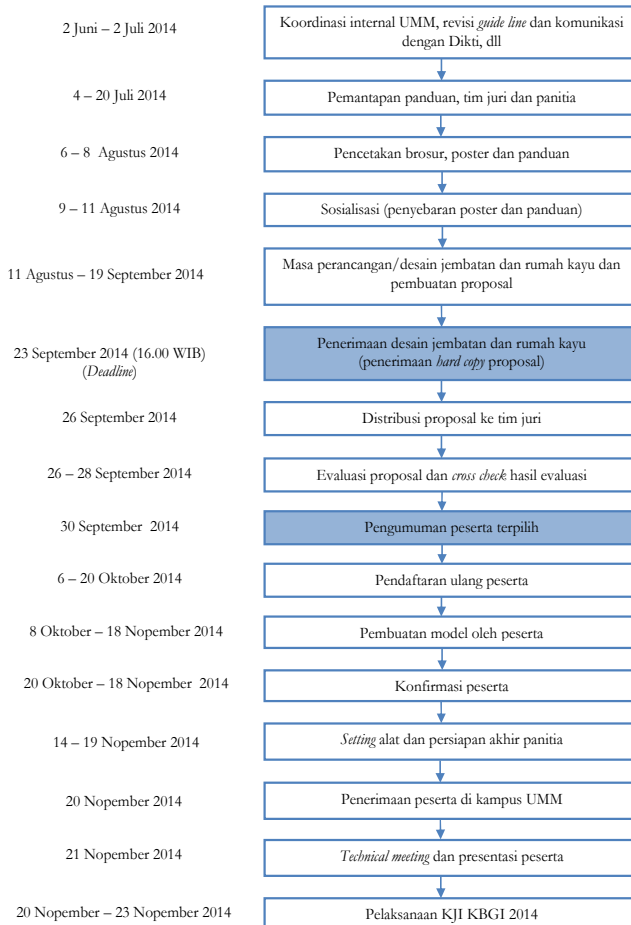 2 Juni – 2 Juli 2014
Koordinasi internal UMM, revisi guide line dan komunikasi
dengan Dikti, dll
4 – 20 Juli 2014
Pemantapan panduan, tim juri dan panitia
6 – 8 Agustus 2014
Pencetakan brosur, poster dan panduan
9 – 11 Agustus 2014
Sosialisasi (penyebaran poster dan panduan)
11 Agustus – 19 September 2014
Masa perancangan/desain jembatan dan rumah kayu dan
pembuatan proposal
23 September 2014 (16.00 WIB)
(Deadline)
Penerimaan desain jembatan dan rumah kayu
(penerimaan hard copy proposal)
26 September 2014
Distribusi proposal ke tim juri
26 – 28 September 2014
Evaluasi proposal dan cross check hasil evaluasi
30 September 2014
Pengumuman peserta terpilih
6 – 20 Oktober 2014
Pendaftaran ulang peserta
8 Oktober – 18 Nopember 2014
Pembuatan model oleh peserta
20 Oktober – 18 Nopember 2014
Konfirmasi peserta
14 – 19 Nopember 2014
Setting alat dan persiapan akhir panitia
20 Nopember 2014
Penerimaan peserta di kampus UMM
21 Nopember 2014
Technical meeting dan presentasi peserta
20 Nopember – 23 Nopember 2014
Pelaksanaan KJI KBGI 2014